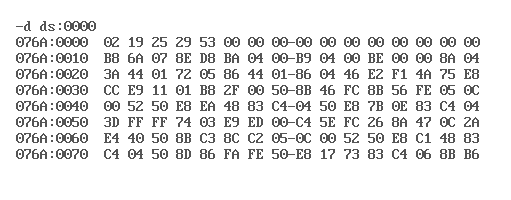 -d ds:0000
076A:0000  02 19 25 29 53 00 00 00-00 00 00 00 00 00 00 00
076A:0010  B8 6A 07 8E D8 BA 04 00-B9 04 00 BE 00 00 8A 04
076A:0020  3A 44 01 72 05 86 44 01-86 04 46 E2 F1 4A 75 E8
076A:0030  CC E9 11 01 B8 2F 00 50-8B 46 FC 8B 56 FE 05 0C
076A:0040  00 52 50 E8 EA 48 83 C4-04 50 E8 7B 0E 83 C4 04
076A:0050  3D FF FF 74 03 E9 ED 00-C4 5E FC 26 8A 47 0C 2A
076A:0060  E4 40 50 8B C3 8C C2 05-0C 00 52 50 E8 C1 48 83
076A:0070  C4 04 50 8D 86 FA FE 50-E8 17 73 83 C4 06 8B B6